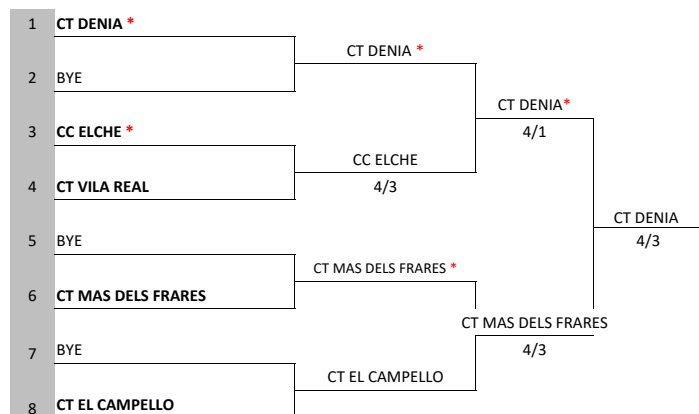 1 CT DENIA *
CT DENIA *
2 BYE
CT DENIA*
3 CC ELCHE *
4/1
CC ELCHE
4 CT VILA REAL
4/3
CT DENIA
5 BYE
4/3
CT MAS DELS FRARES *
6 CT MAS DELS FRARES
CT MAS DELS FRARES
7 BYE
4/3
CT EL CAMPELLO
8 CT EL CAMPELLO